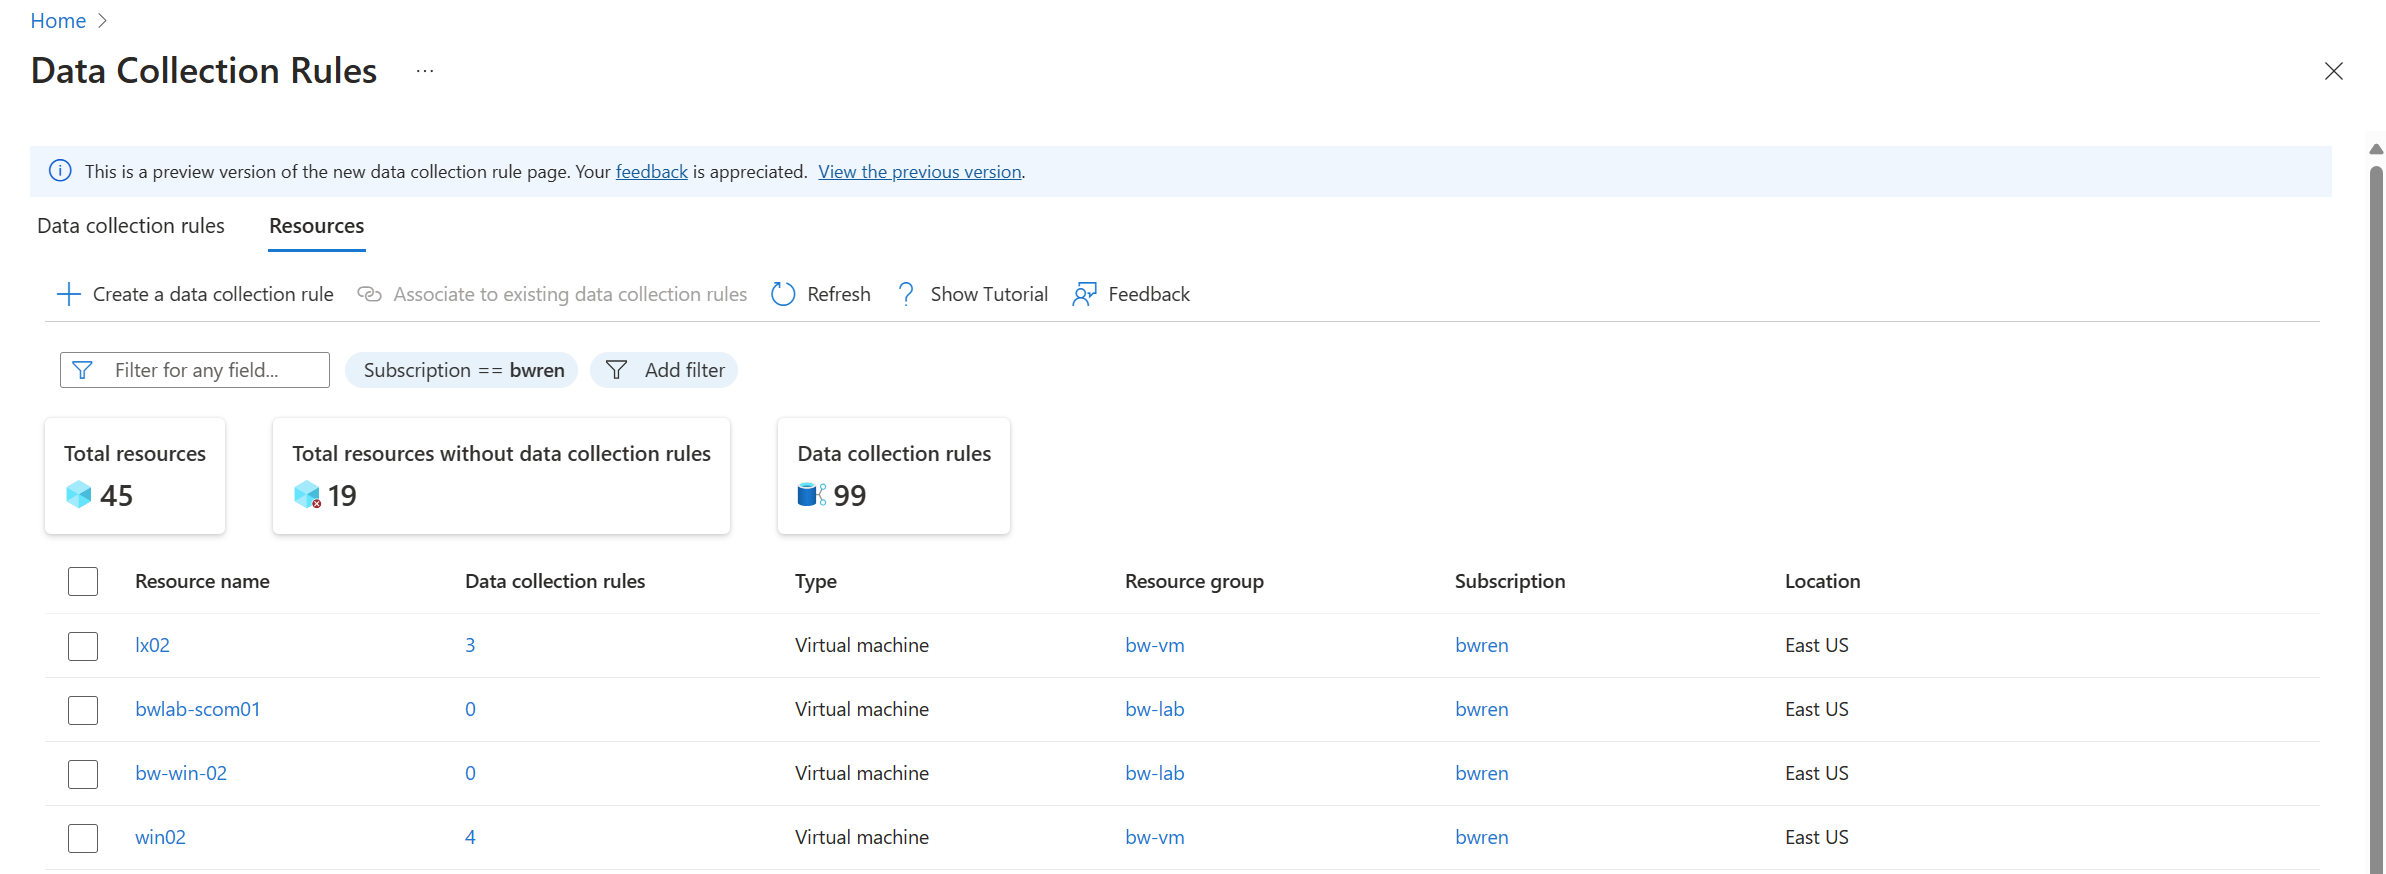 Home
Data Collection Rules ...
This is a preview version of the new data collection rule page. Your feedback is appreciated. View the previous version.
Data collection rules Resources
Create a data collection rule Associate to existing data collection rules Refresh Show Tutorial Feedback
Filter for any field... Subscription == bwren Add filter
Total resources Total resources without data collection rules Data collection rules
45 19 99
Resource name Data collection rules Type Resource group Subscription Location
lx02 3 Virtual machine bw-vm bwren East US
bwlab-scom01 0 Virtual machine bw-lab bwren East US
bw-win-02 0 Virtual machine bw-lab bwren East US
win02 4 Virtual machine bw-vm bwren East US